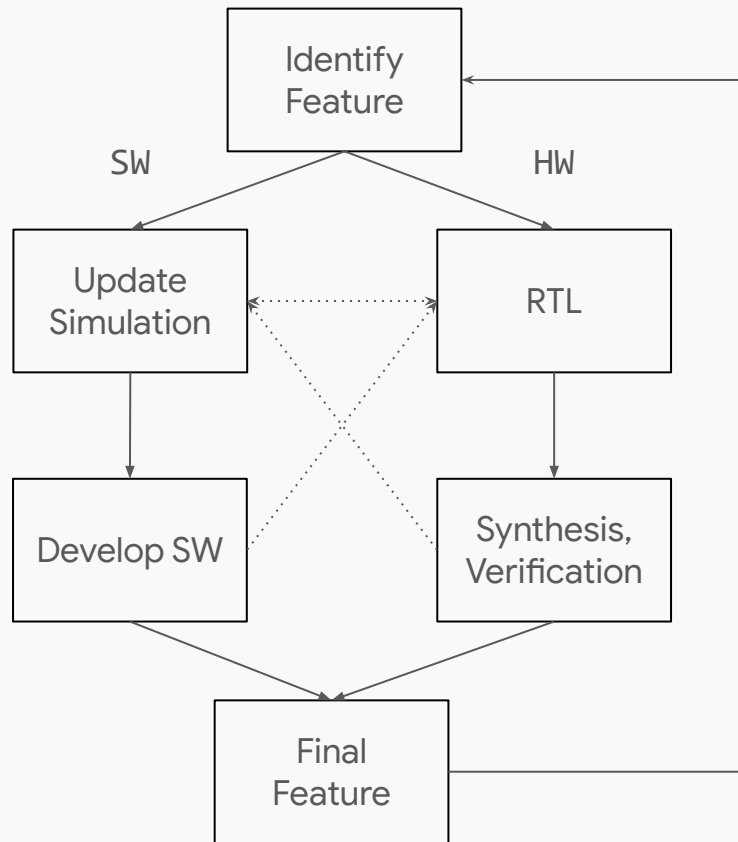 Identify
Feature
SW
HW
Update
Simulation
RTL
Develop SW
Synthesis,
Verification
Final
Feature